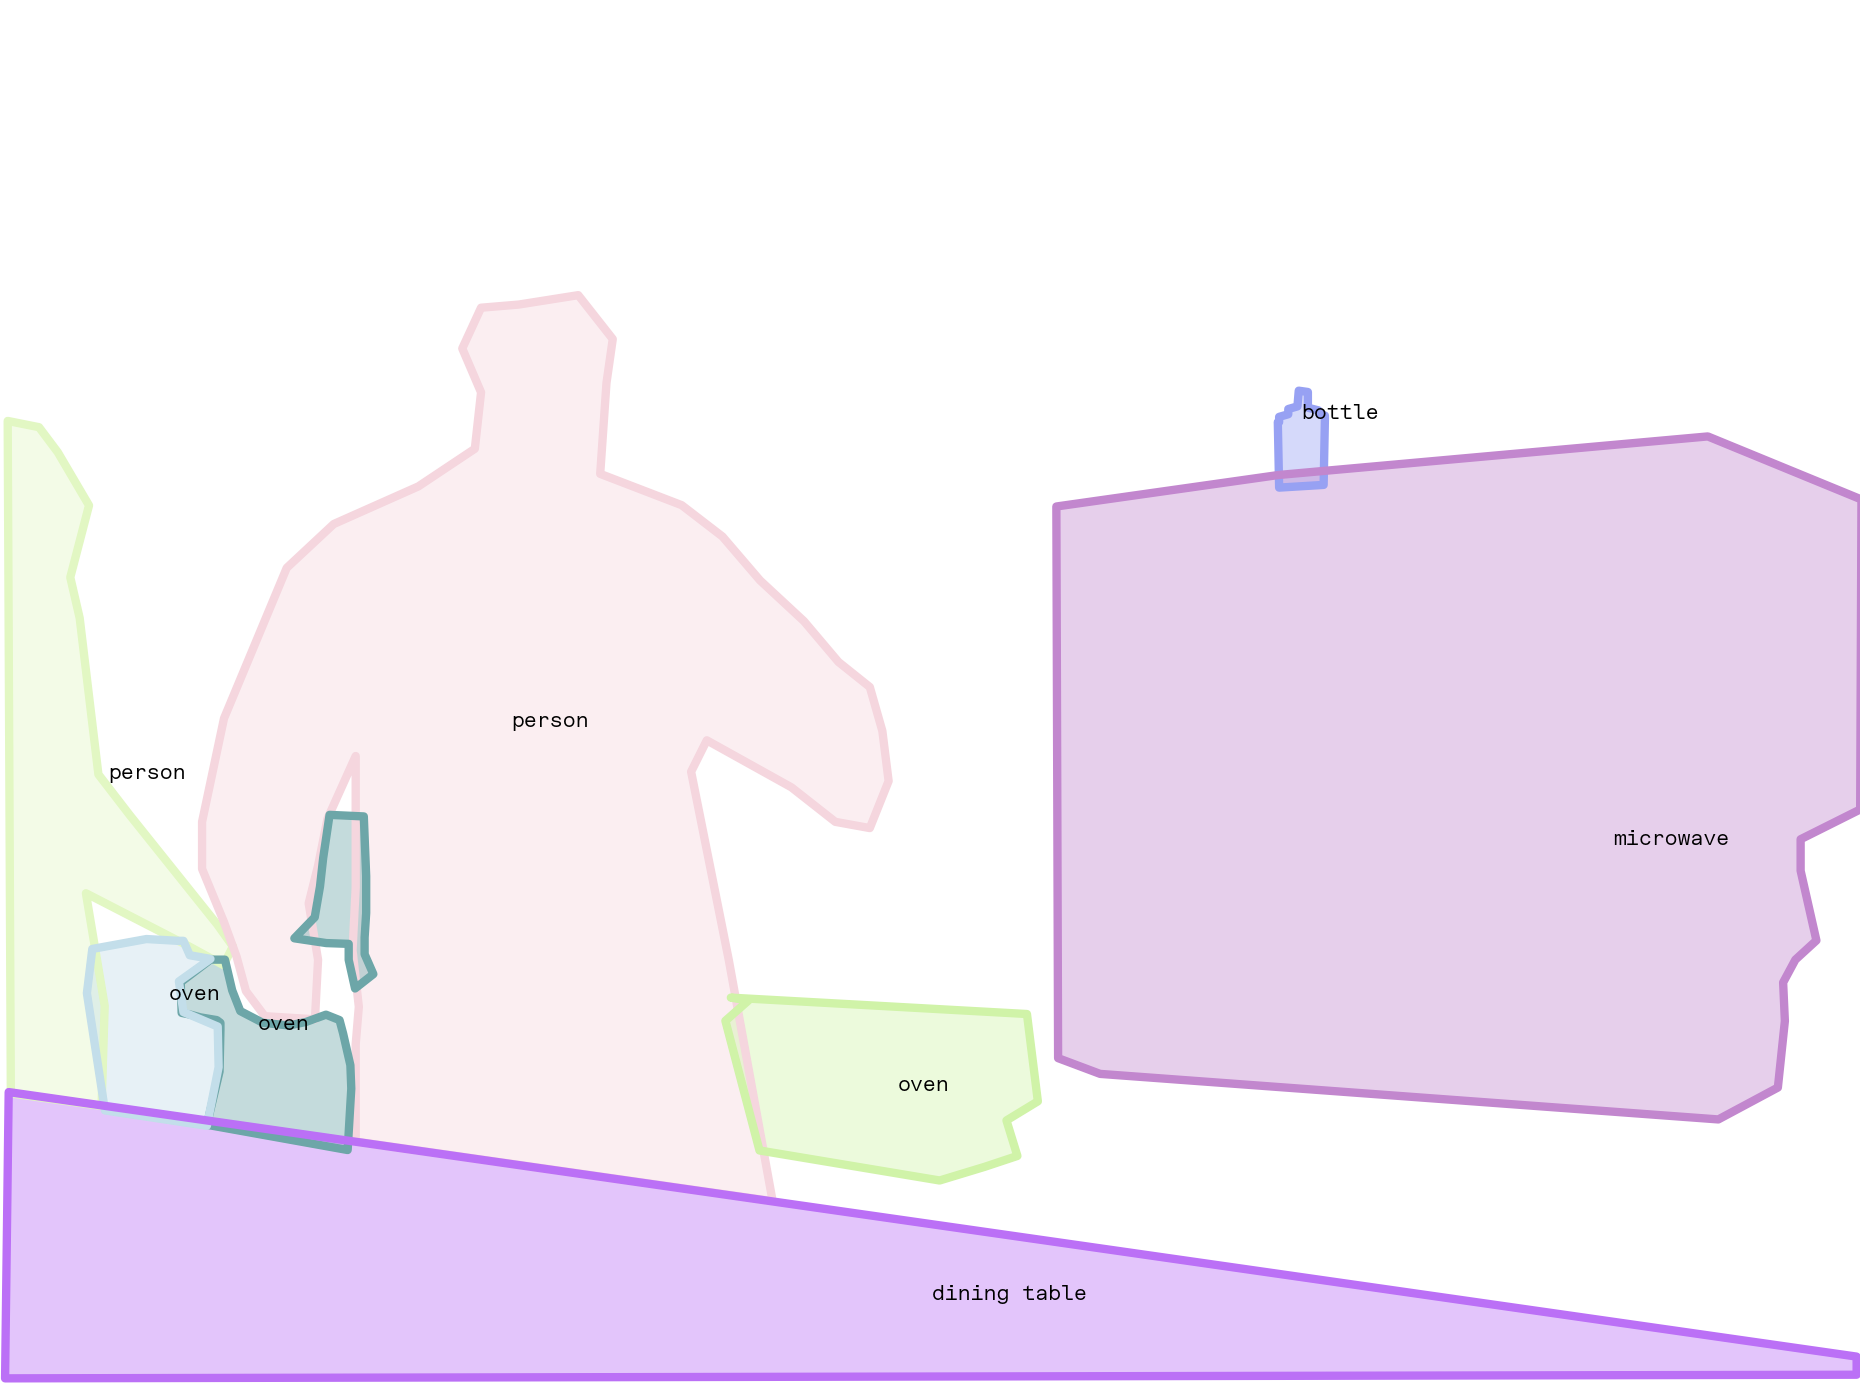 bottle
person
person
microwave
oven
oven
oven
dining table